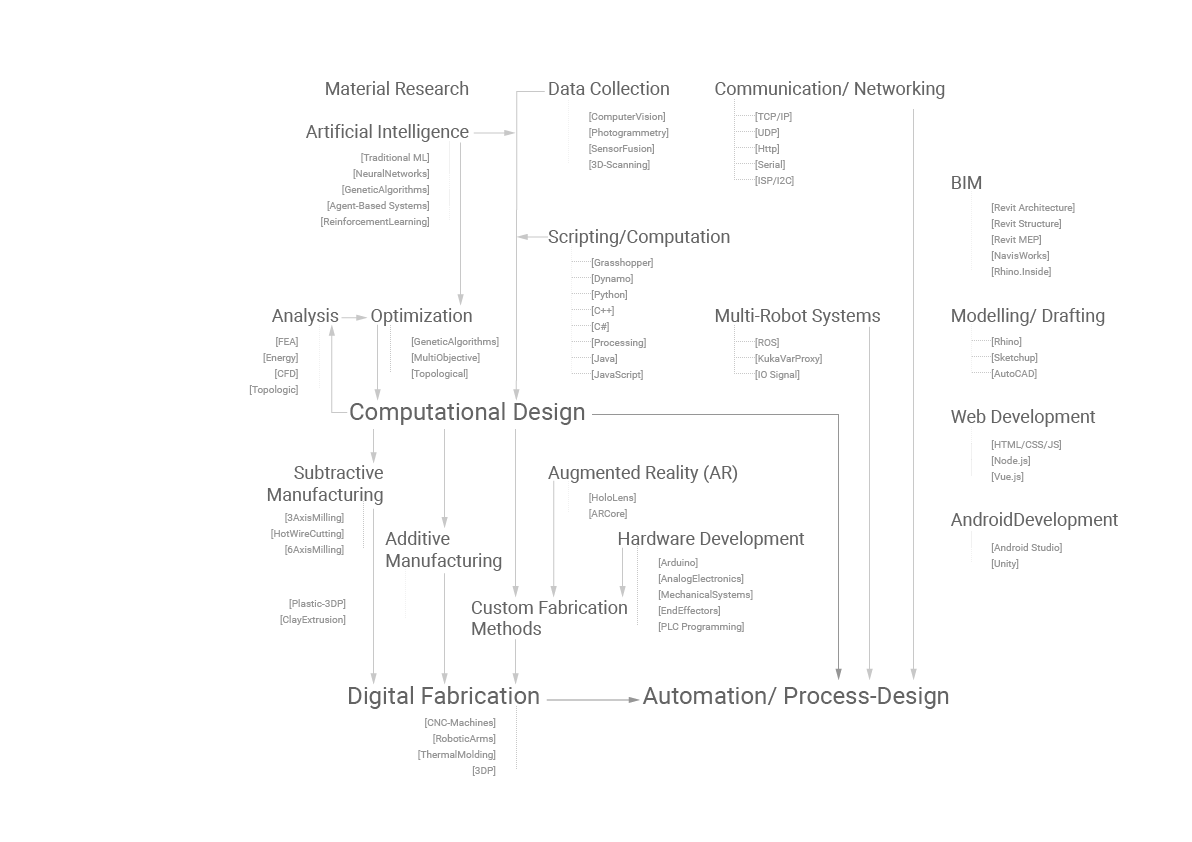 Material Research
Artificial Intelligence
[Traditional ML]
[NeuralNetworks]
[GeneticAlgorithms]
[Agent-Based Systems]
[ReinforcementLearning]
Data Collection
[ComputerVision]
[Photogrammetry]
[SensorFusion]
[3D-Scanning]
Communication/ Networking
[TCP/IP]
[UDP]
[Http]
[Serial]
[ISP/I2C]
BIM
[Revit Architecture]
[Revit Structure]
[Revit MEP]
[NavisWorks]
[Rhino.Inside]
Scripting/Computation
[Grasshopper]
[Dynamo]
[Python]
[C++]
[C#]
[Processing]
[Java]
[JavaScript]
Analysis
[FEA]
[Energy]
[CFD]
[Topologic]
Optimization
[GeneticAlgorithms]
[MultiObjective]
[Topological]
Multi-Robot Systems
[ROS]
[KukaVarProxy]
[IO Signal]
Modelling/ Drafting
[Rhino]
[Sketchup]
[AutoCAD]
Computational Design
Web Development
[HTML/CSS/JS]
[Node.js]
[Vue.js]
Subtractive
Manufacturing
[3AxisMilling]
[HotWireCutting]
[6AxisMilling]
Augmented Reality (AR)
[HoloLens]
[ARCore]
AndroidDevelopment
[Android Studio]
[Unity]
Additive
Manufacturing
[Plastic-3DP]
[ClayExtrusion]
Hardware Development
[Arduino]
[AnalogElectronics]
[MechanicalSystems]
[EndEffectors]
[PLC Programming]
Custom Fabrication
Methods
Digital Fabrication
[CNC-Machines]
[RoboticArms]
[ThermalMolding]
[3DP]
Automation/ Process-Design